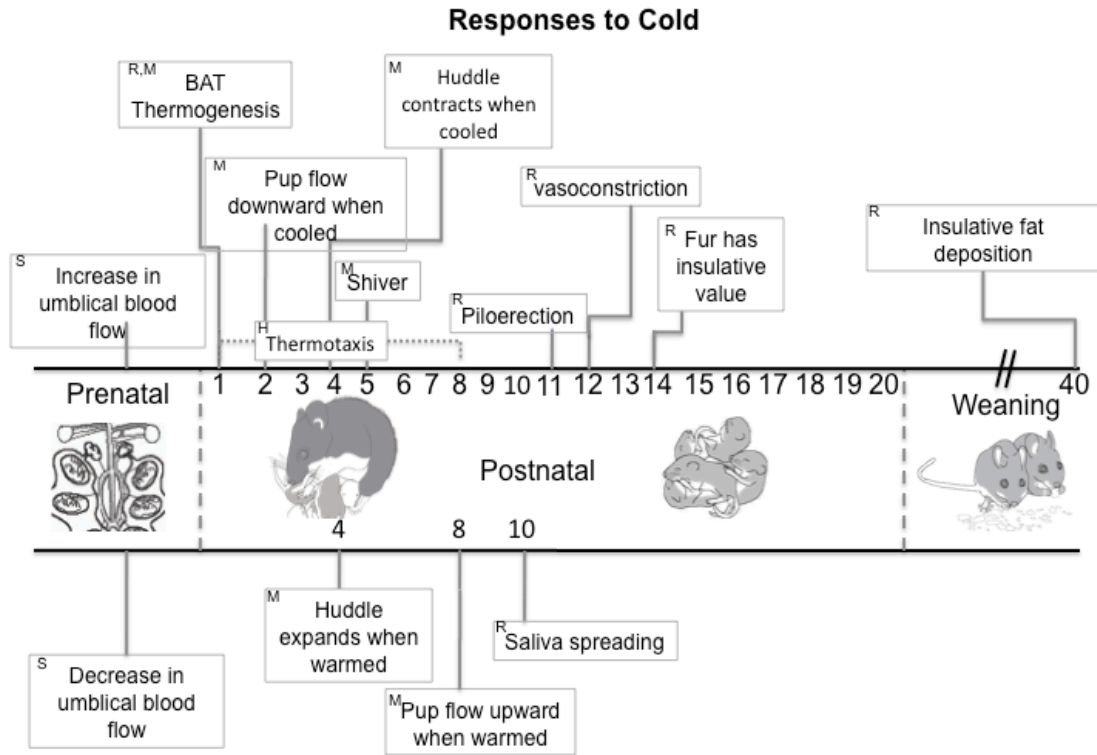 Responses to Cold
R,M
BAT
Thermogenesis
M
Huddle
contracts when
cooled
M
Pup flow
downward when
cooled
R
vasoconstriction
R
Insulative fat
deposition
R
Fur has
insulative
value
S
Increase in
umblical blood
flow
M
Shiver
R
Piloerection
H
Thermotaxis
1 2 3 4 5 6 7 8 9 10 11 12 13 14 15 16 17 18 19 20 40
Prenatal
Weaning
Postnatal
4 8 10
M
Huddle
expands when
warmed
R
Saliva spreading
S
Decrease in
umblical blood
flow
M
Pup flow upward
when warmed